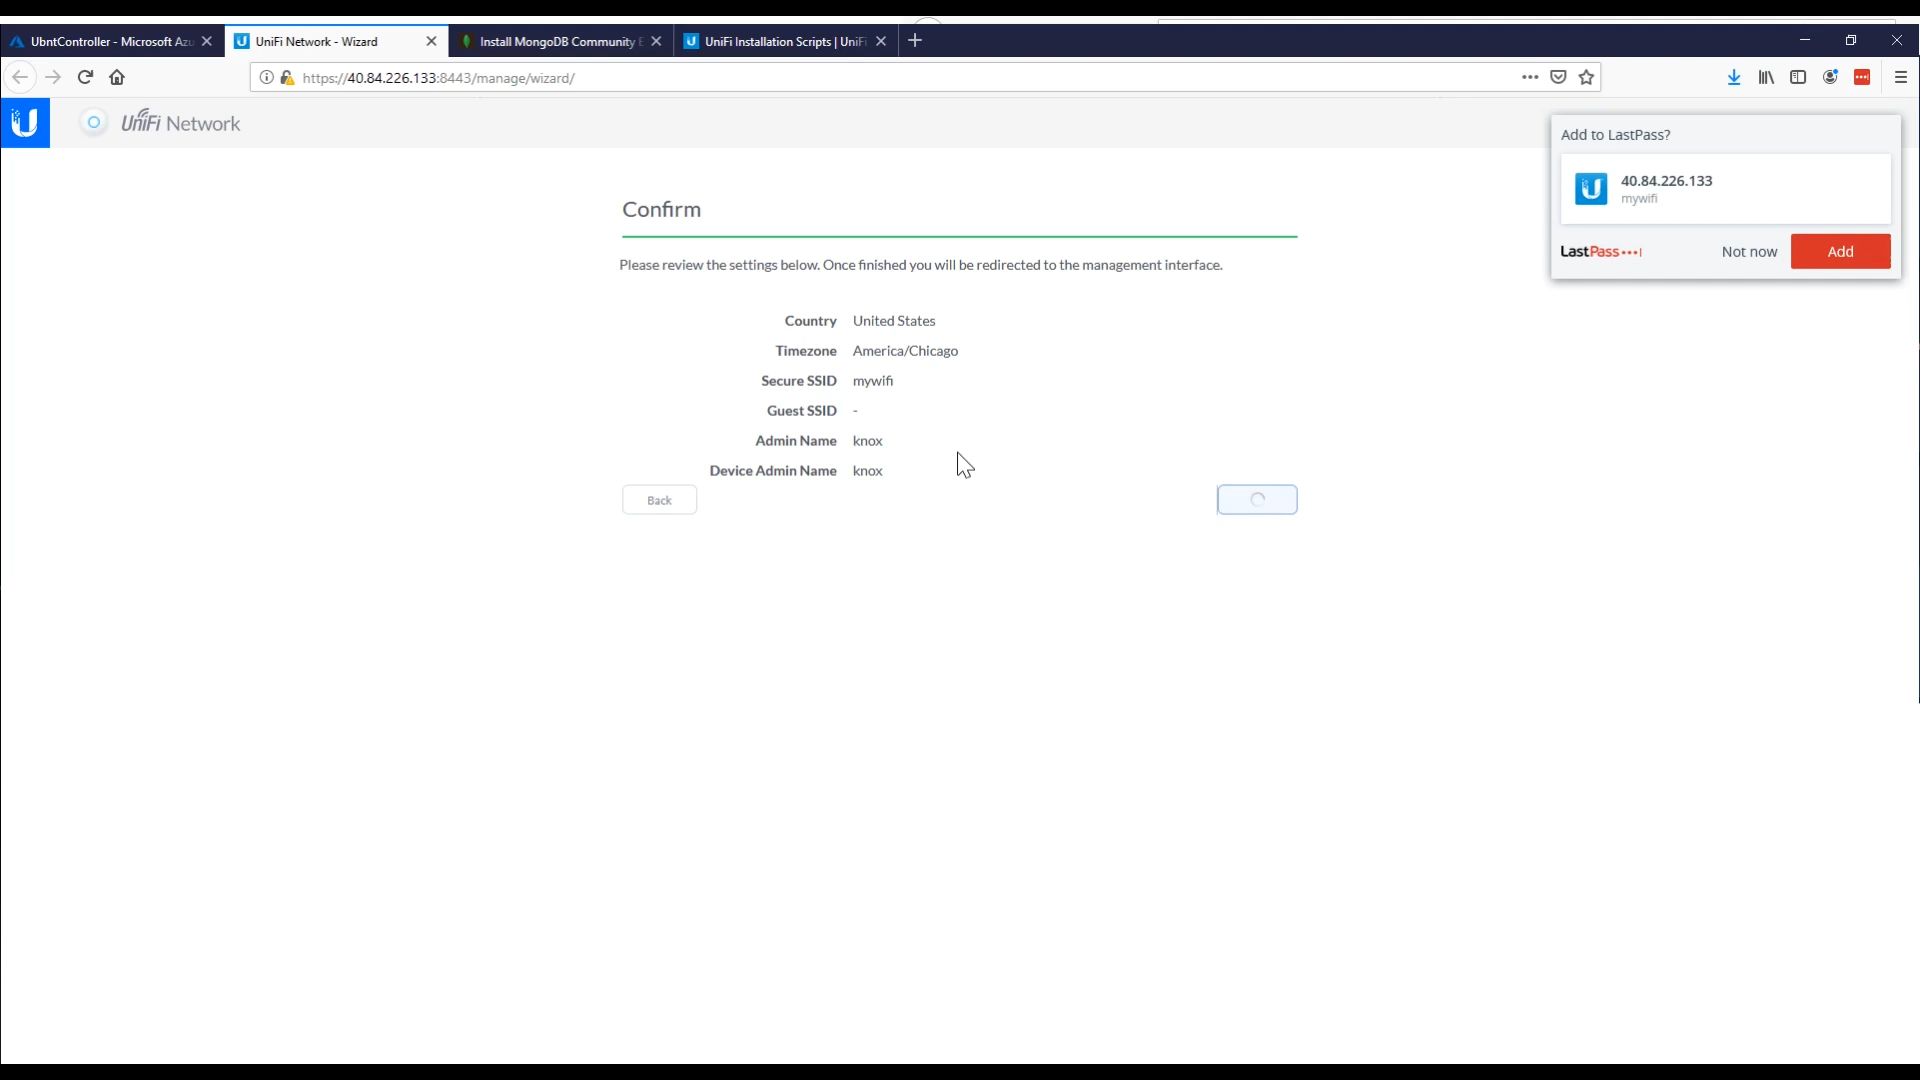 UbntController - Microsoft Azu
UniFi Network - Wizard
Install MongoDB Community E
UniFi Installation Scripts | UniFi
https://40.84.226.133:8443/manage/wizard/
UniFi Network
Add to LastPass?
40.84.226.133
mywifi
LastPass
Not now
Add
Confirm
Please review the settings below. Once finished you will be redirected to the management interface.
Country United States
Timezone America/Chicago
Secure SSID mywifi
Guest SSID -
Admin Name knox
Device Admin Name knox
Back